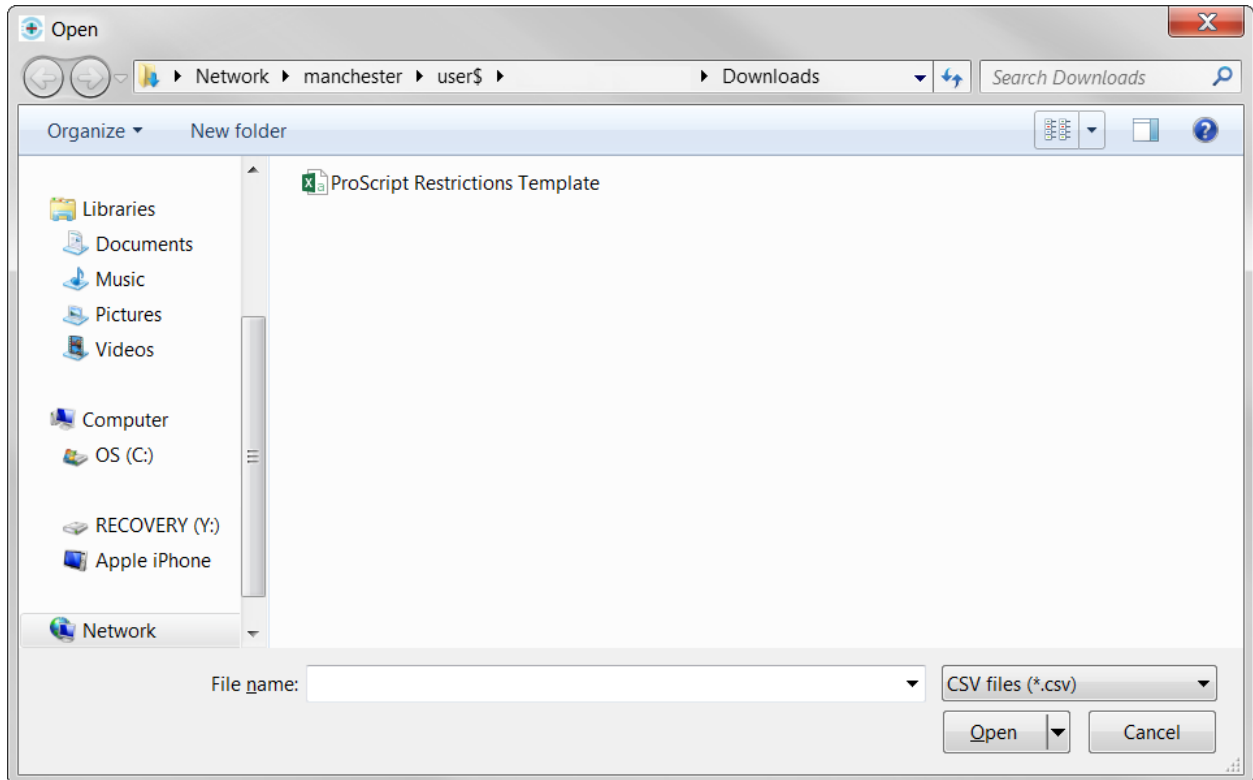 Open
Network manchester user$ Downloads Search Downloads
Organize New folder
ProScript Restrictions Template
Libraries
Documents
Music
Pictures
Videos
Computer
OS (C:)
RECOVERY (Y:)
Apple iPhone
Network
File name: CSV files (*.csv)
Open Cancel